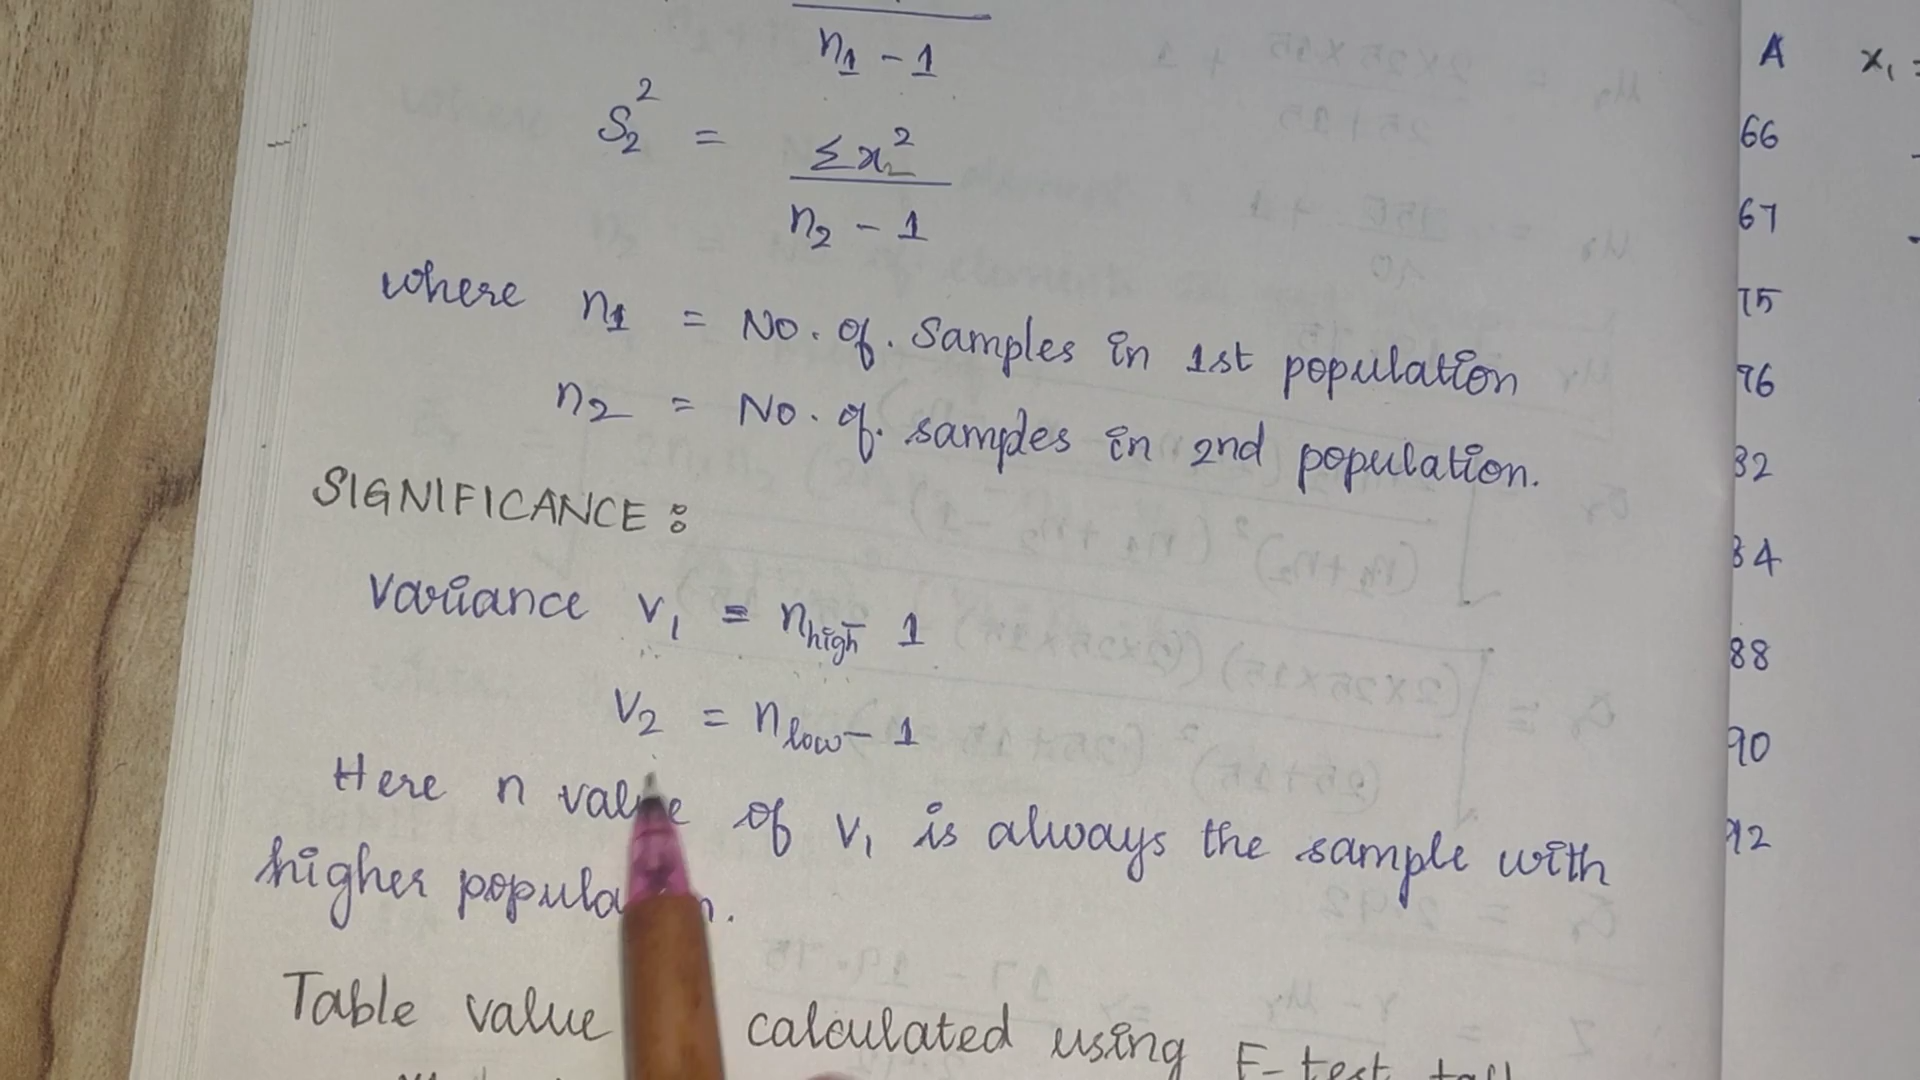 n1 - 1
S2² = Σx2²
n2 - 1
where n1 = No. of. Samples in 1st population
n2 = No. of. samples in 2nd population.
SIGNIFICANCE :
Variance v1 = nhigh - 1
v2 = nlow - 1
Here n value of v1 is always the sample with
higher
Table value calculated using F-test
A
66
67
75
76
82
84
88
90
92
x1 =